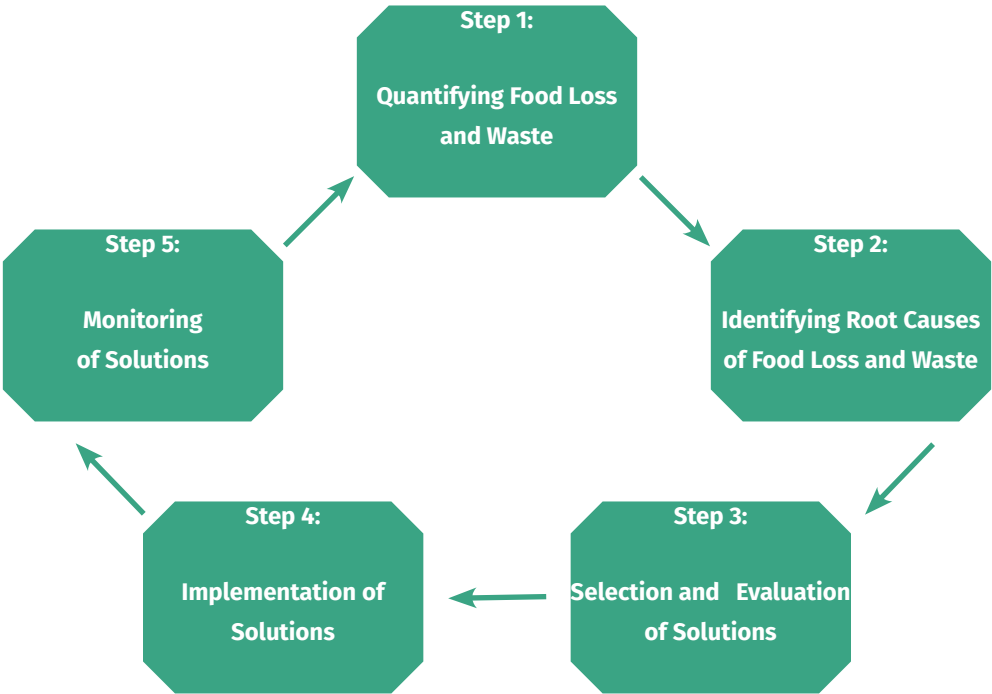 Step 1:
Quantifying Food Loss
and Waste
Step 2:
Identifying Root Causes
of Food Loss and Waste
Step 3:
Selection and Evaluation
of Solutions
Step 4:
Implementation of
Solutions
Step 5:
Monitoring
of Solutions